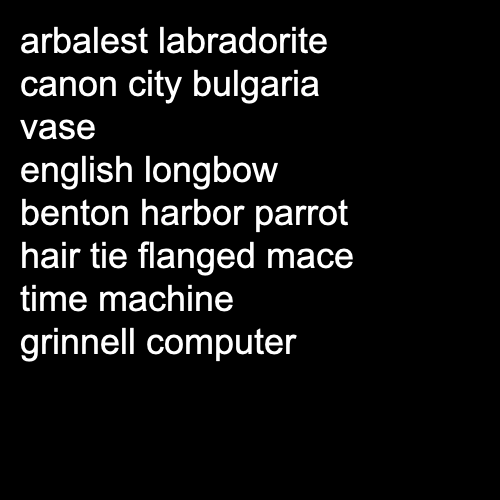 arbalest labradorite
canon city bulgaria
vase
english longbow
benton harbor parrot
hair tie flanged mace
time machine
grinnell computer